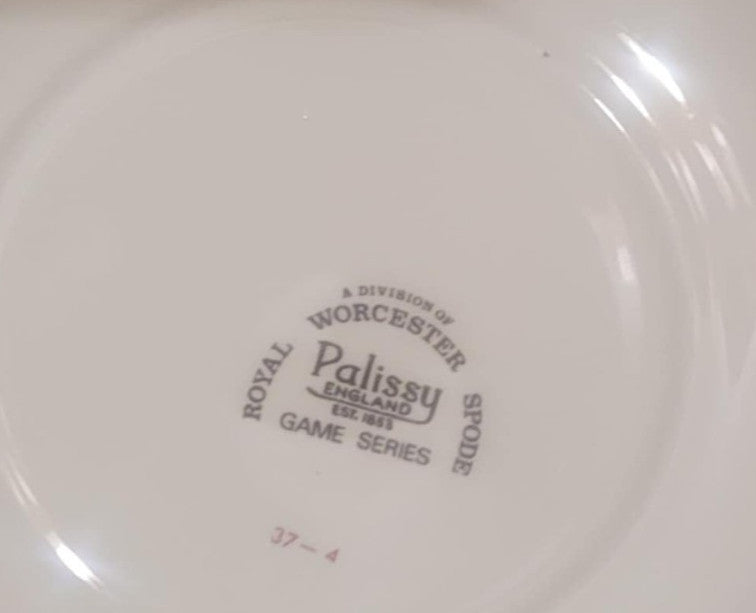 A DIVISION OF
ROYAL WORCESTER SPODE
Palissy
ENGLAND
EST. 1853
GAME SERIES
37-4